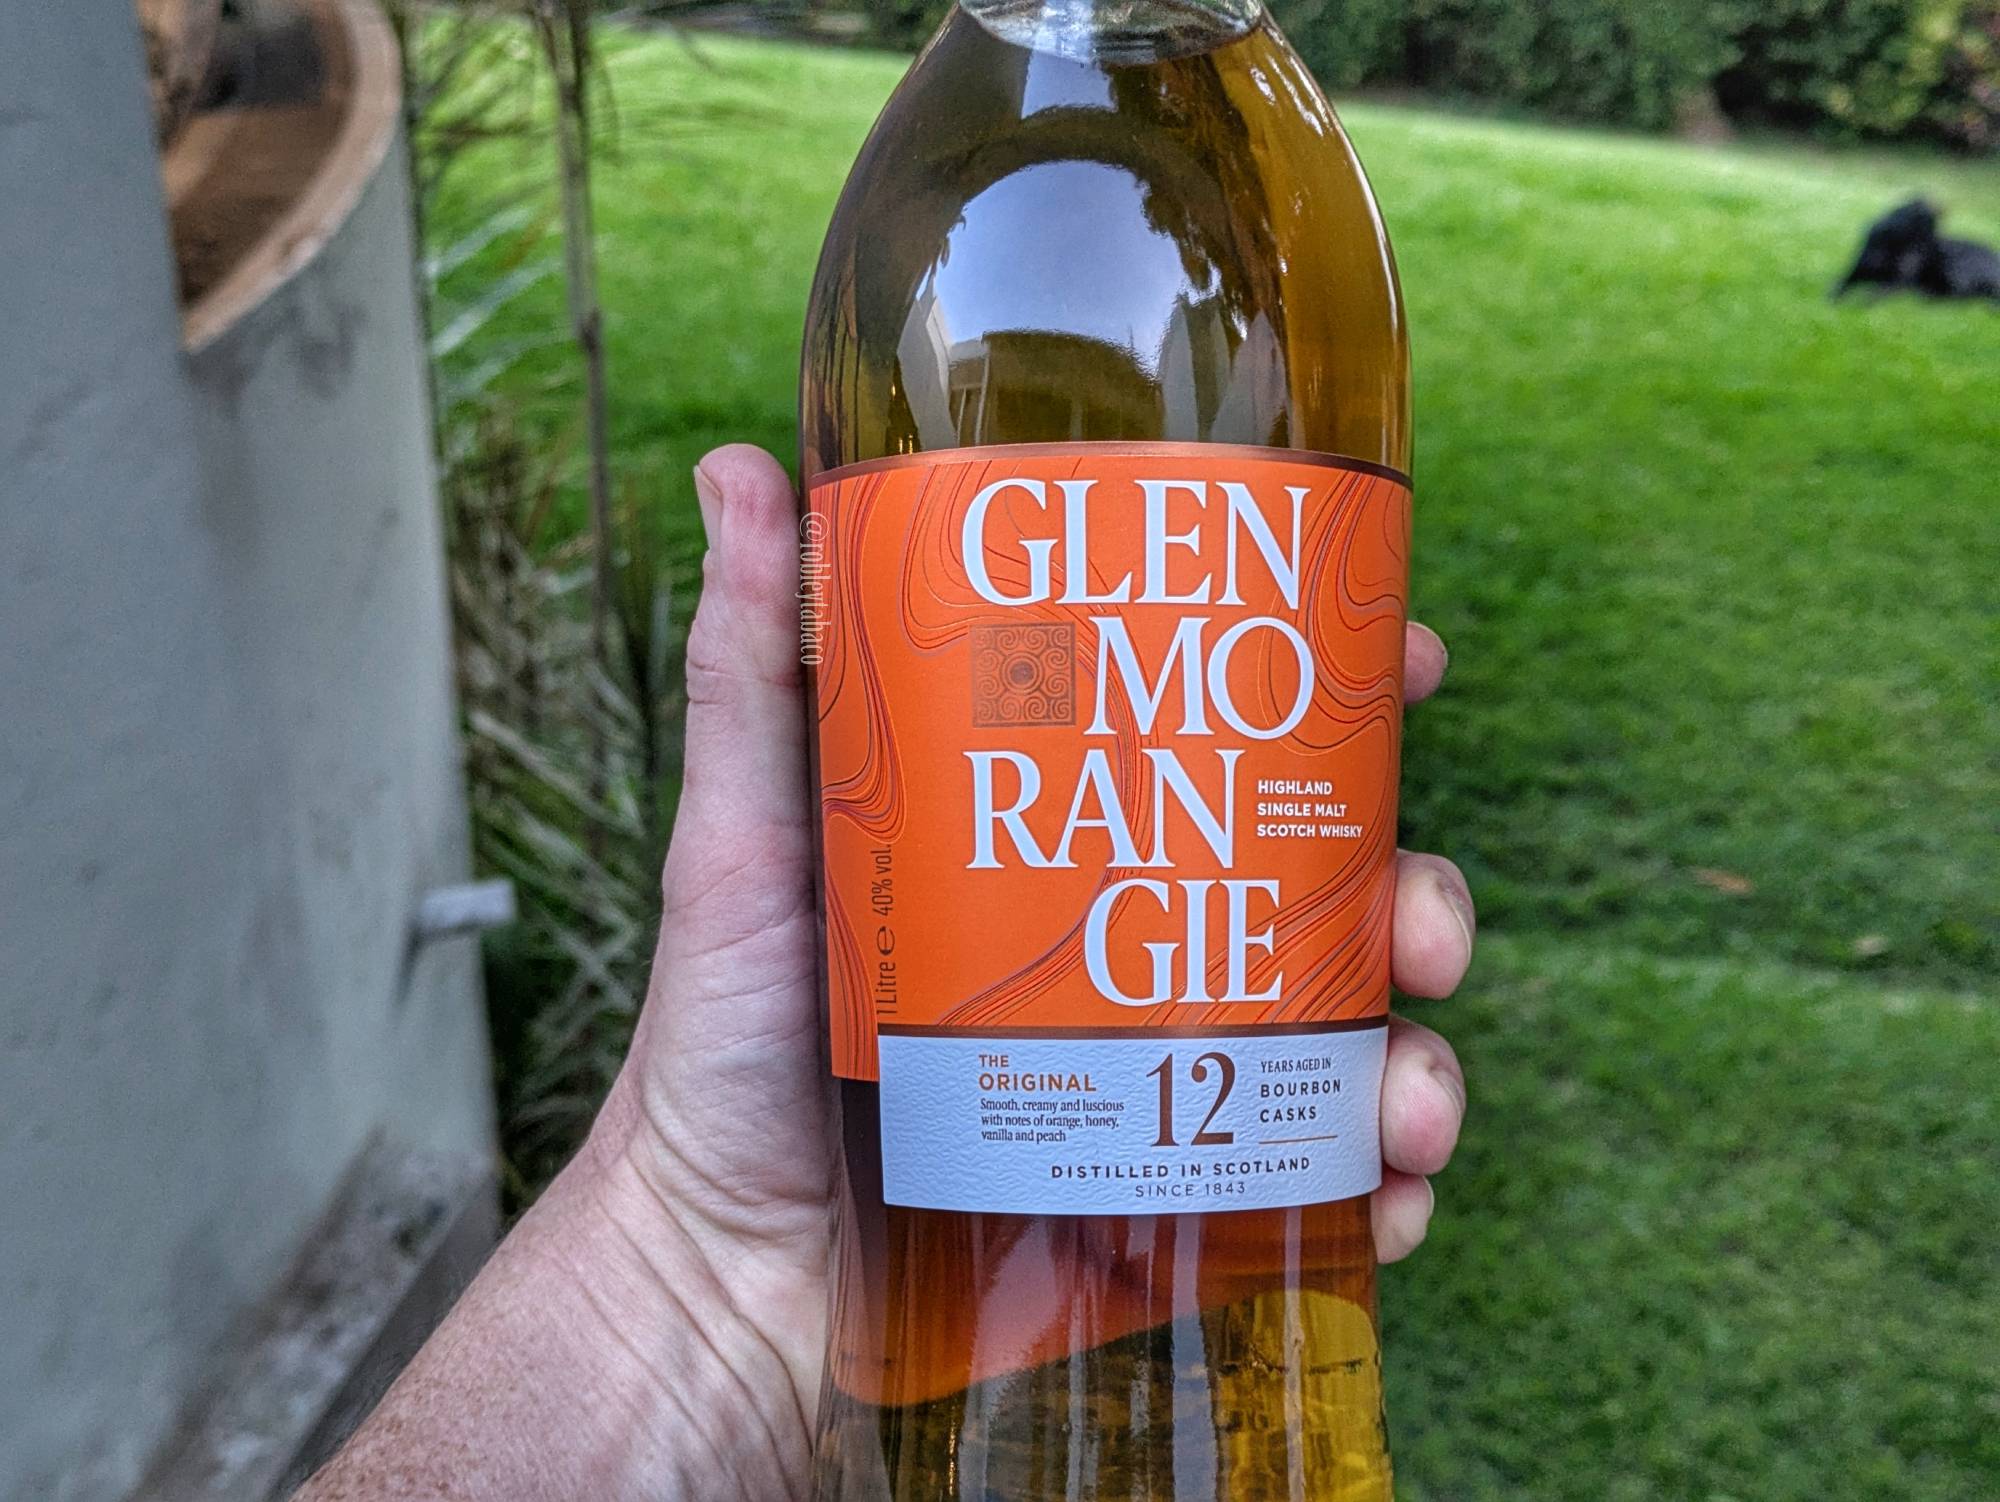 GLEN
MO
RAN
GIE
HIGHLAND
SINGLE MALT
SCOTCH WHISKY
1 Litre ℮ 40% vol.
THE
ORIGINAL
Smooth, creamy and luscious
with notes of orange, honey,
vanilla and peach
12
YEARS AGED IN
BOURBON
CASKS
DISTILLED IN SCOTLAND
SINCE 1843
@robleytabaco